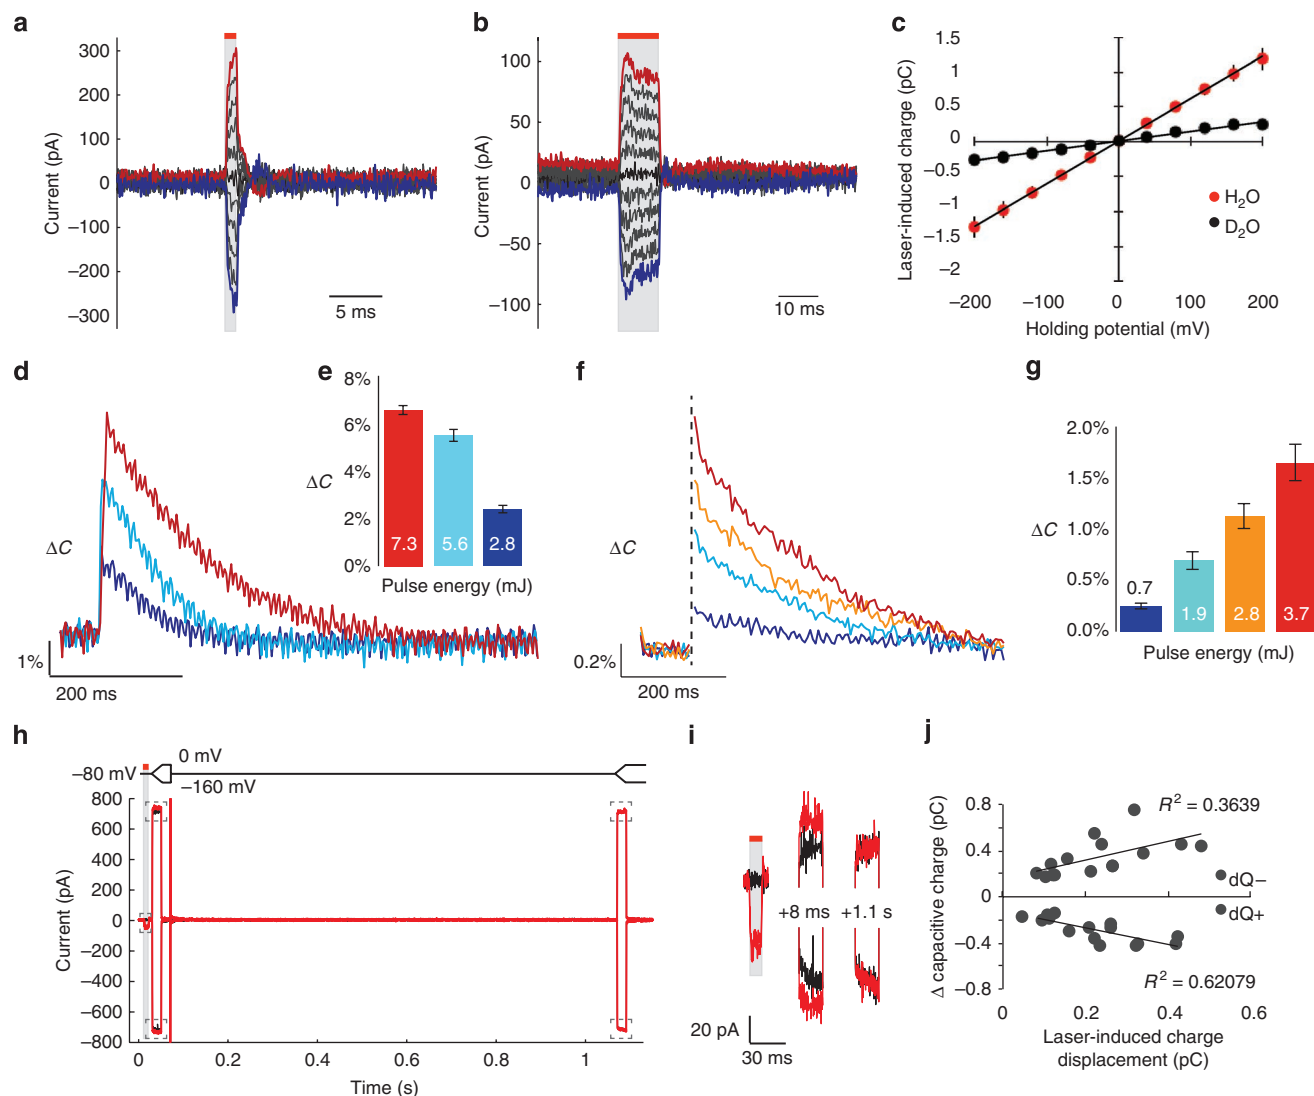 a
300
200
100
0
−100
−200
−300
Current (pA)
5 ms
b
100
50
0
−50
−100
Current (pA)
10 ms
c
1.5
1
0.5
0
−0.5
−1
−1.5
−2
Laser-induced charge (pC)
H₂O
D₂O
−200 −100 0 100 200
Holding potential (mV)
d
ΔC
1%
200 ms
e
8%
6%
4%
2%
0%
ΔC
7.3 5.6 2.8
Pulse energy (mJ)
f
ΔC
0.2%
200 ms
g
2.0%
1.5%
1.0%
0.5%
0.0%
ΔC
0.7 1.9 2.8 3.7
Pulse energy (mJ)
h
−80 mV
0 mV
−160 mV
800
600
400
200
0
−200
−400
−600
−800
Current (pA)
0 0.2 0.4 0.6 0.8 1
Time (s)
i
+8 ms +1.1 s
20 pA
30 ms
j
0.8
0.4
0
−0.4
−0.8
Δ capacitive charge (pC)
R² = 0.3639
dQ−
dQ+
R² = 0.62079
0 0.2 0.4 0.6
Laser-induced charge
displacement (pC)